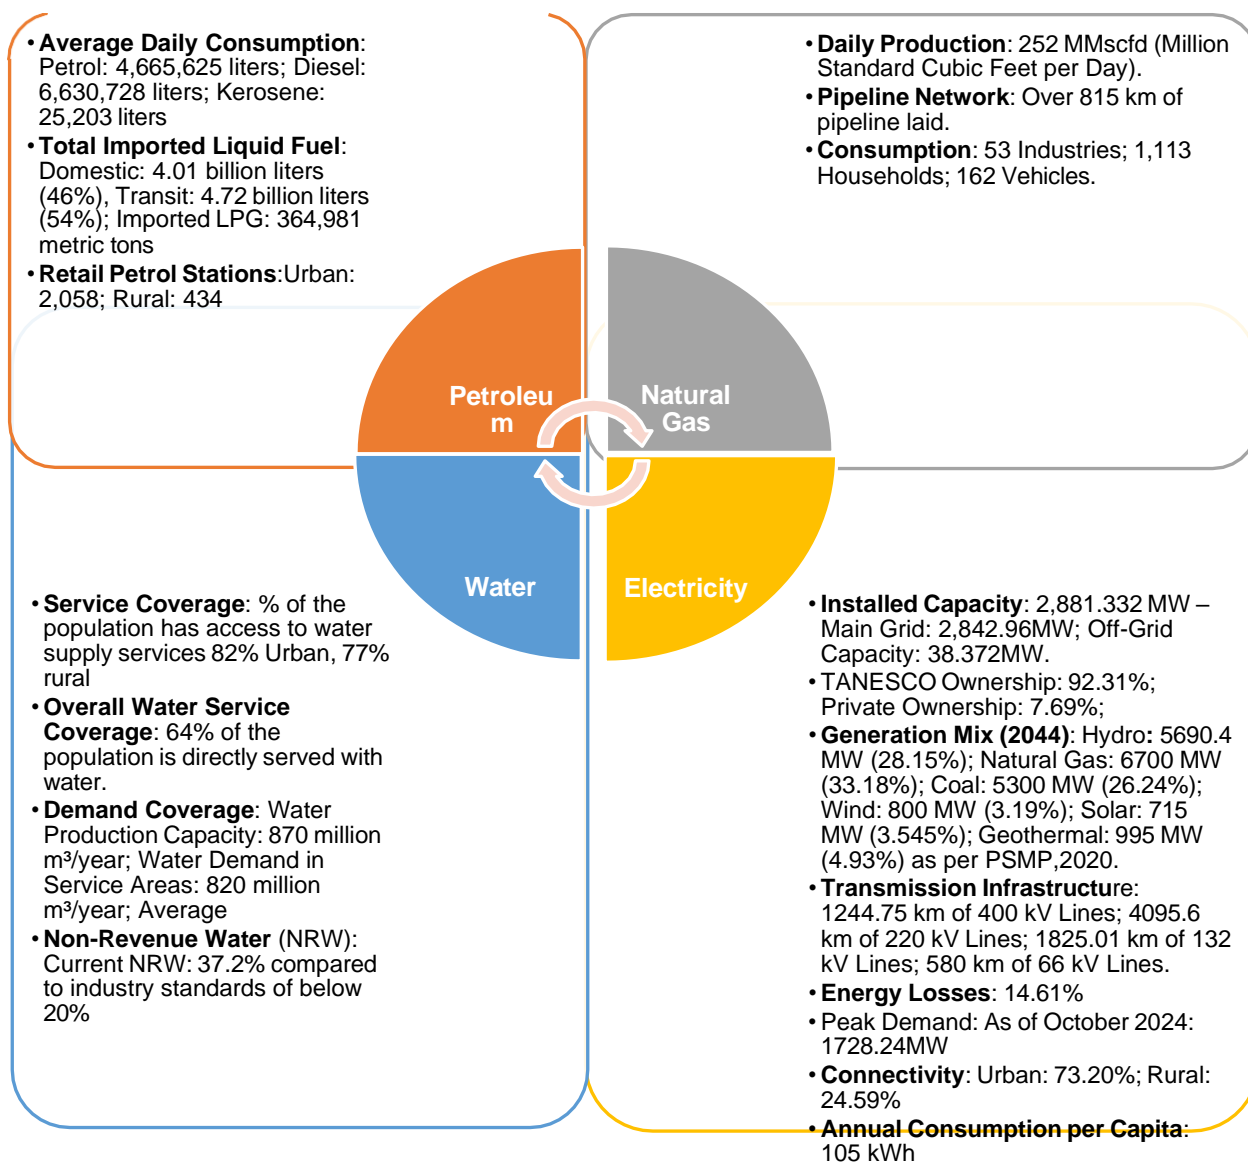 • Average Daily Consumption:
Petrol: 4,665,625 liters; Diesel:
6,630,728 liters; Kerosene:
25,203 liters
• Total Imported Liquid Fuel:
Domestic: 4.01 billion liters
(46%), Transit: 4.72 billion liters
(54%); Imported LPG: 364,981
metric tons
• Retail Petrol Stations:Urban:
2,058; Rural: 434
• Daily Production: 252 MMscfd (Million
Standard Cubic Feet per Day).
• Pipeline Network: Over 815 km of
pipeline laid.
• Consumption: 53 Industries; 1,113
Households; 162 Vehicles.
Petroleu
m
Natural
Gas
Water
Electricity
• Service Coverage: % of the
population has access to water
supply services 82% Urban, 77%
rural
• Overall Water Service
Coverage: 64% of the
population is directly served with
water.
• Demand Coverage: Water
Production Capacity: 870 million
m³/year; Water Demand in
Service Areas: 820 million
m³/year; Average
• Non-Revenue Water (NRW):
Current NRW: 37.2% compared
to industry standards of below
20%
• Installed Capacity: 2,881.332 MW –
Main Grid: 2,842.96MW; Off-Grid
Capacity: 38.372MW.
• TANESCO Ownership: 92.31%;
Private Ownership: 7.69%;
• Generation Mix (2044): Hydro: 5690.4
MW (28.15%); Natural Gas: 6700 MW
(33.18%); Coal: 5300 MW (26.24%);
Wind: 800 MW (3.19%); Solar: 715
MW (3.545%); Geothermal: 995 MW
(4.93%) as per PSMP,2020.
• Transmission Infrastructure:
1244.75 km of 400 kV Lines; 4095.6
km of 220 kV Lines; 1825.01 km of 132
kV Lines; 580 km of 66 kV Lines.
• Energy Losses: 14.61%
• Peak Demand: As of October 2024:
1728.24MW
• Connectivity: Urban: 73.20%; Rural:
24.59%
• Annual Consumption per Capita:
105 kWh